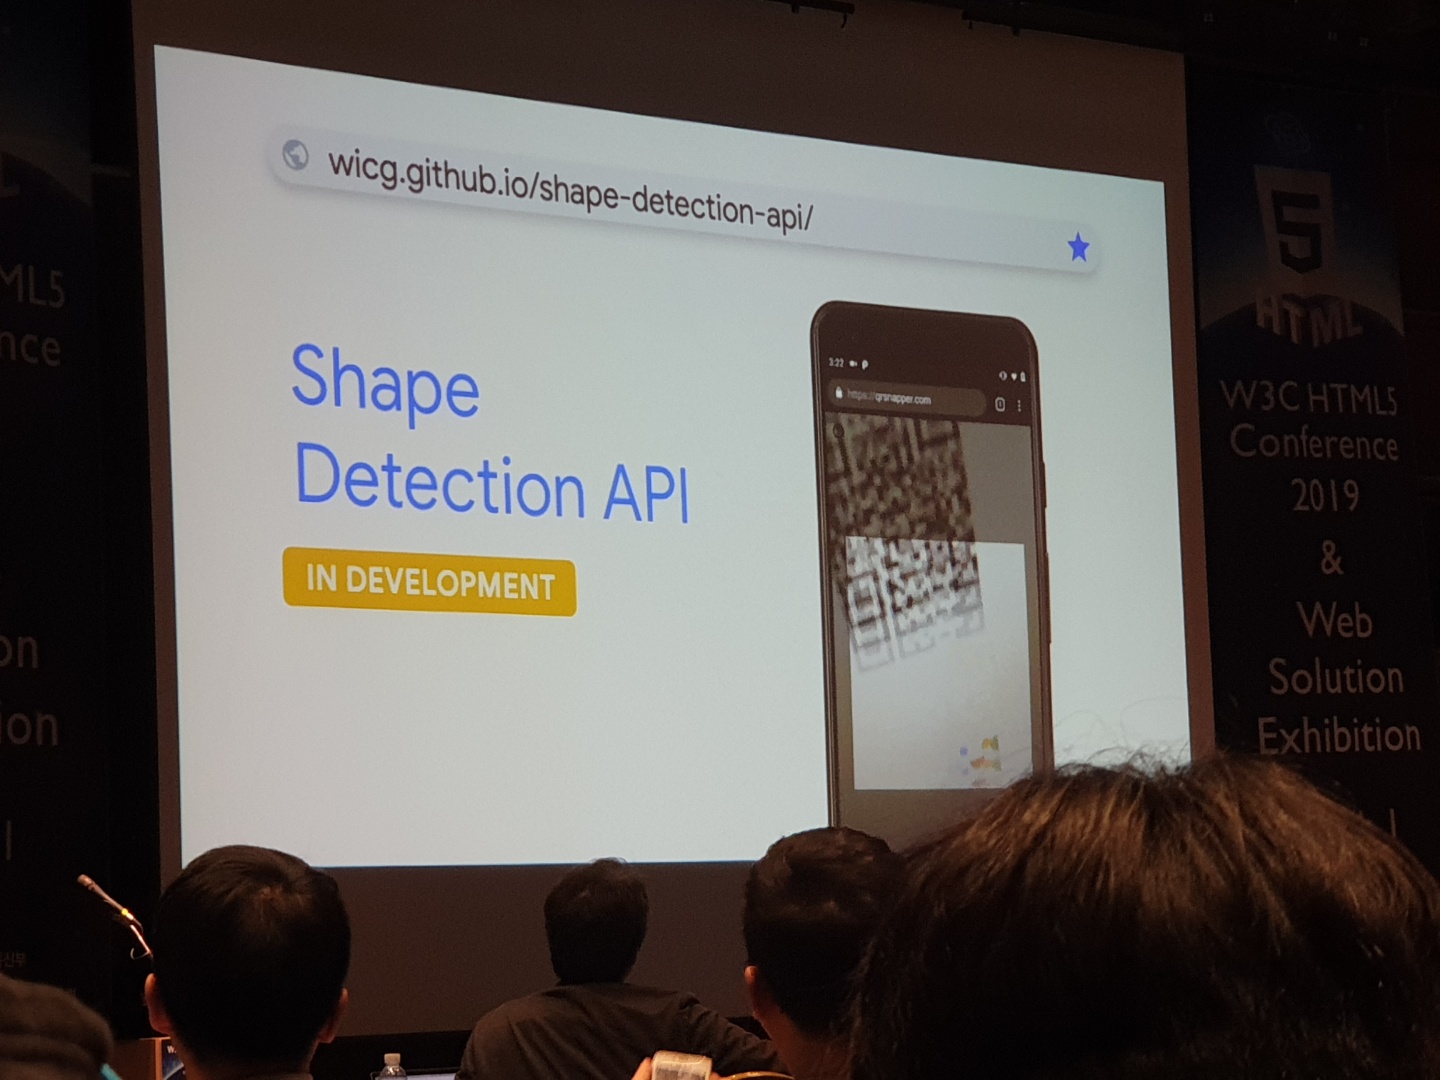 wicg.github.io/shape-detection-api/
Shape
Detection API
IN DEVELOPMENT
3:22
https://qrsnapper.com
ML5
nce
on
ion
5
HTML
W3C HTML5
Conference
2019
&
Web
Solution
Exhibition